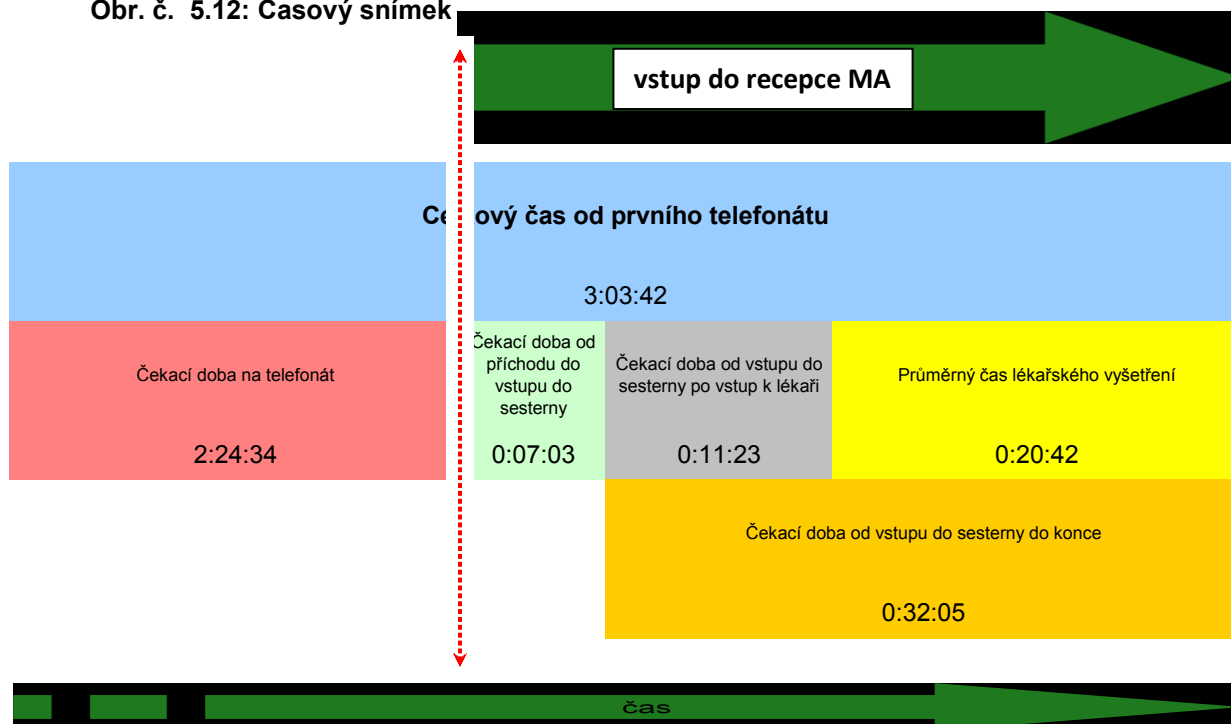 Obr. č. 5.12: Časový snímek
vstup do recepce MA
ový čas od prvního telefonátu
3:03:42
Čekací doba na telefonát
2:24:34
Čekací doba od
příchodu do
vstupu do
sesterny
0:07:03
Čekací doba od vstupu do
sesterny po vstup k lékaři
0:11:23
Průměrný čas lékařského vyšetření
0:20:42
Čekací doba od vstupu do sesterny do konce
0:32:05
čas